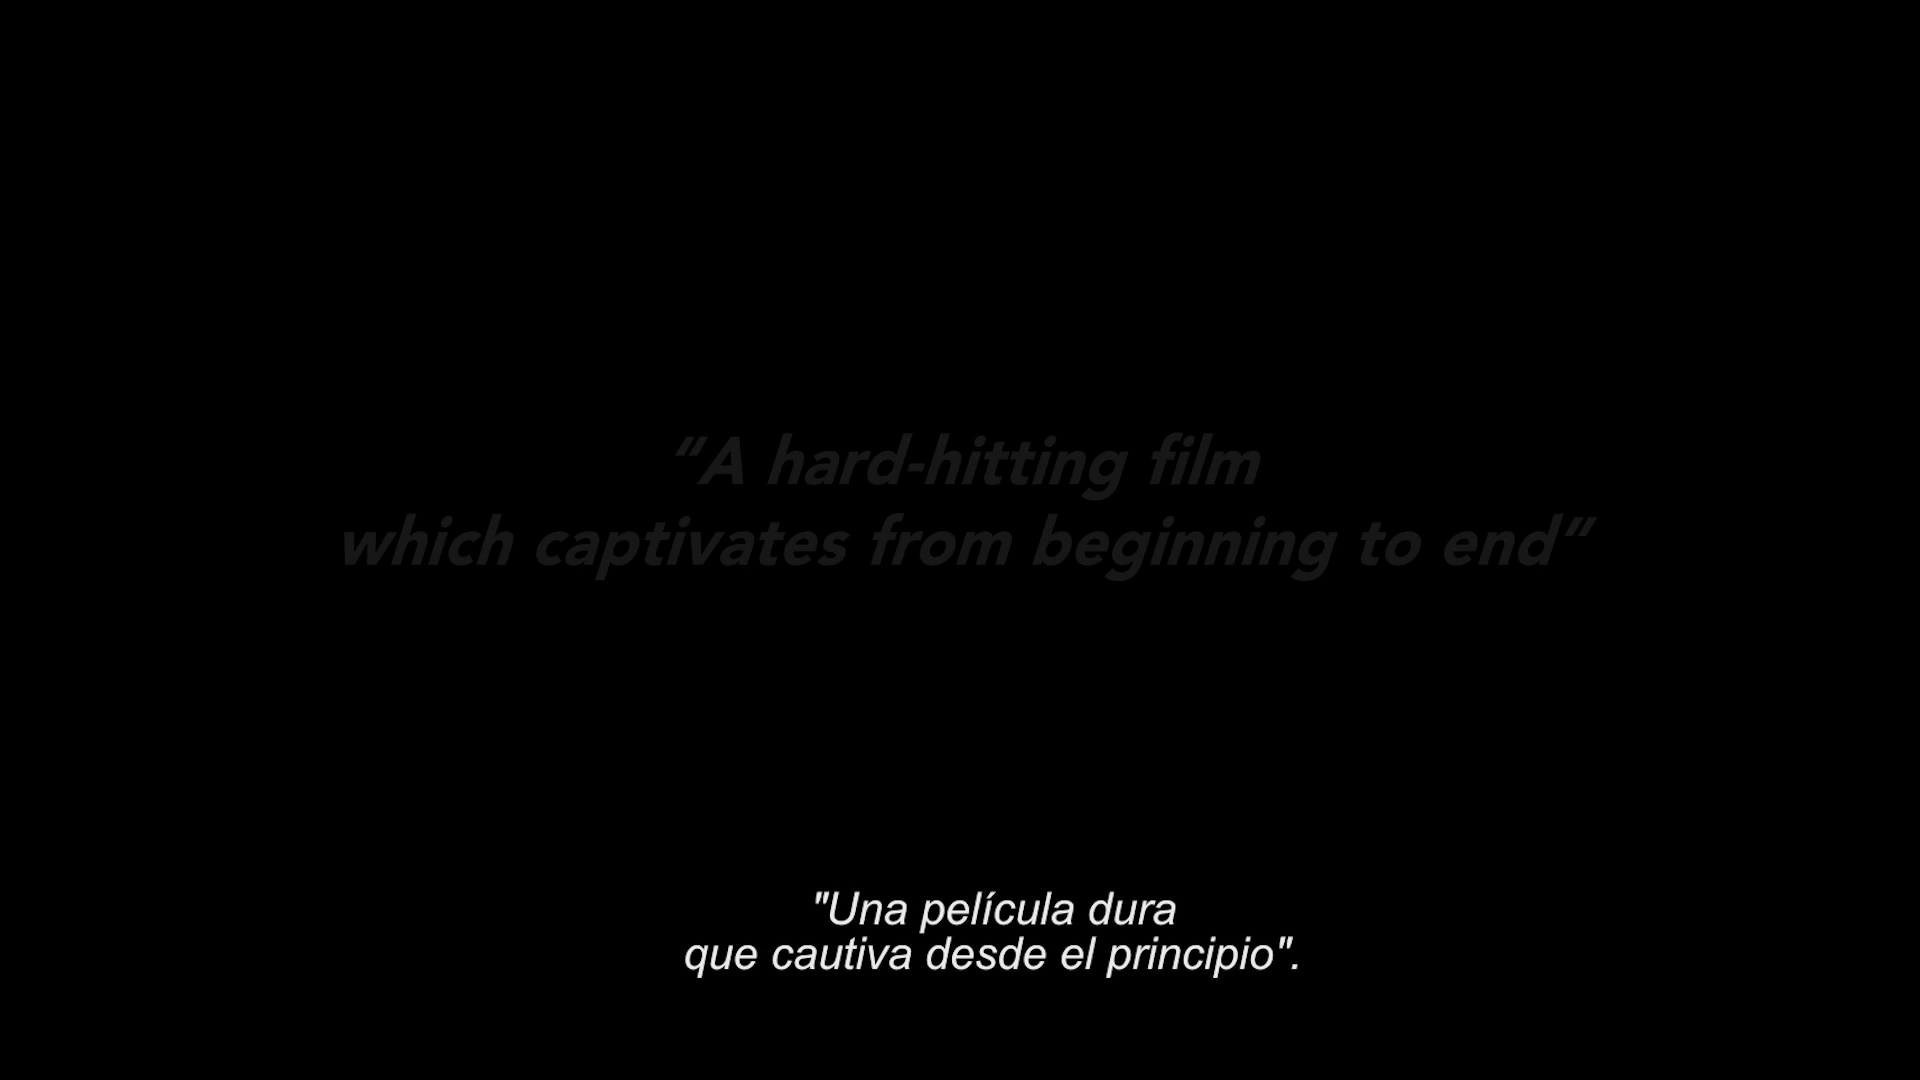 “A hard-hitting film
which captivates from beginning to end”
"Una película dura
que cautiva desde el principio".